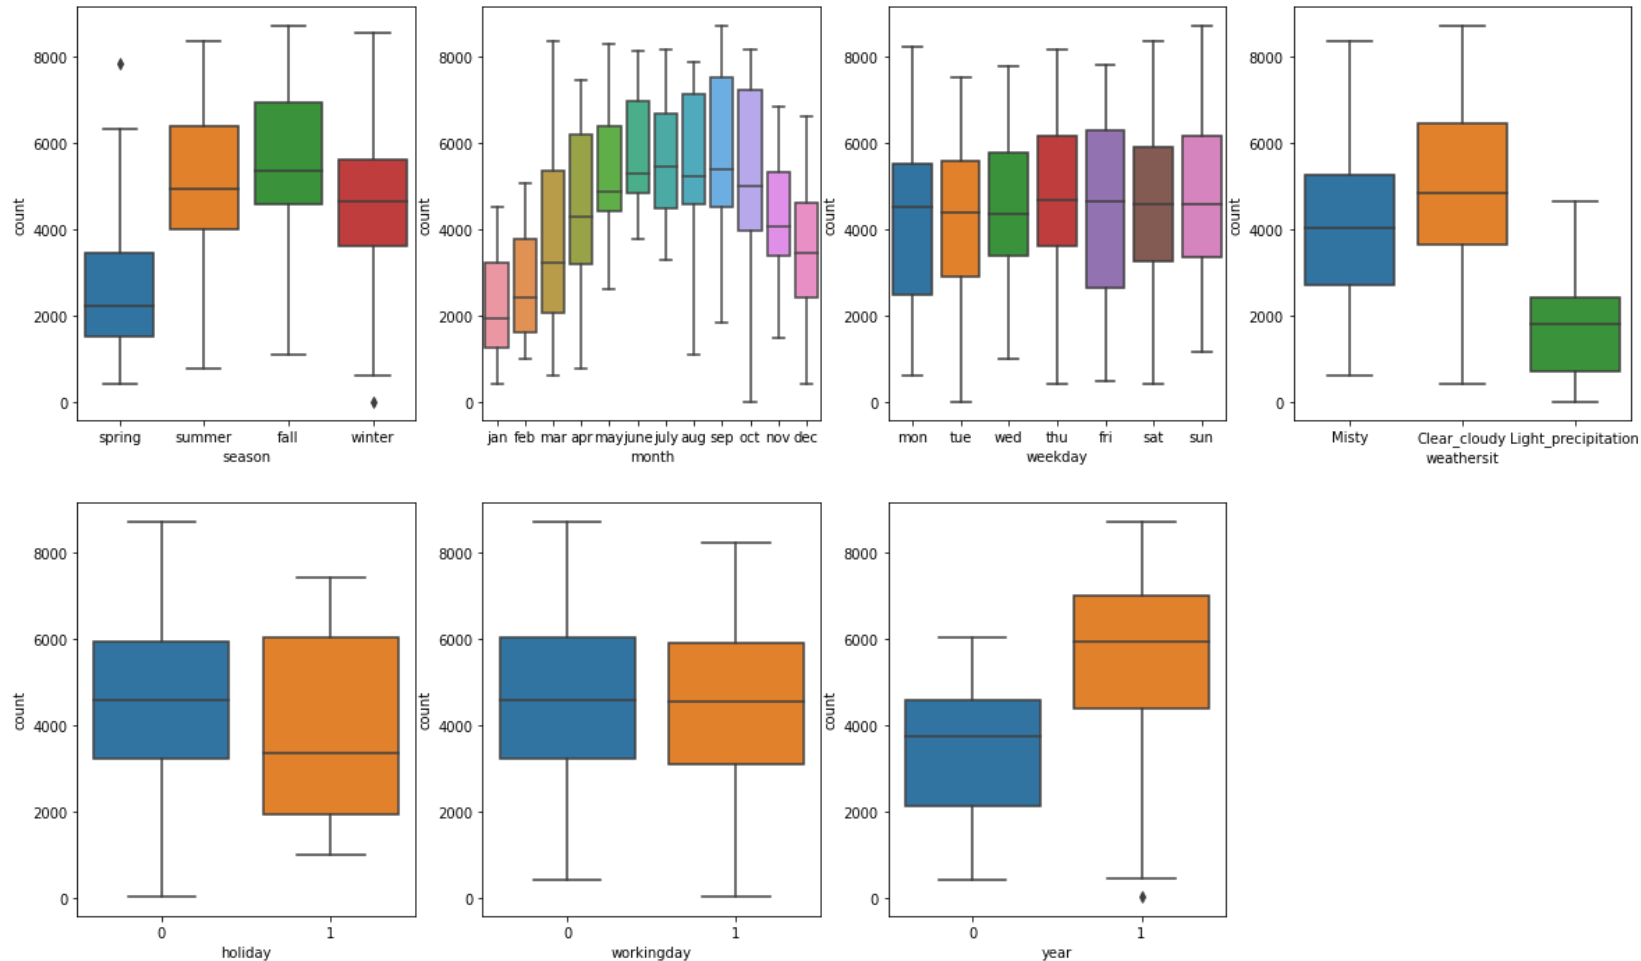 8000
6000
4000
2000
0
count
spring summer fall winter
season
8000
6000
4000
2000
0
count
jan feb mar apr may june july aug sep oct nov dec
month
8000
6000
4000
2000
0
count
mon tue wed thu fri sat sun
weekday
8000
6000
4000
2000
0
count
Misty Clear_cloudy Light_precipitation
weathersit
8000
6000
4000
2000
0
count
0 1
holiday
8000
6000
4000
2000
0
count
0 1
workingday
8000
6000
4000
2000
0
count
0 1
year